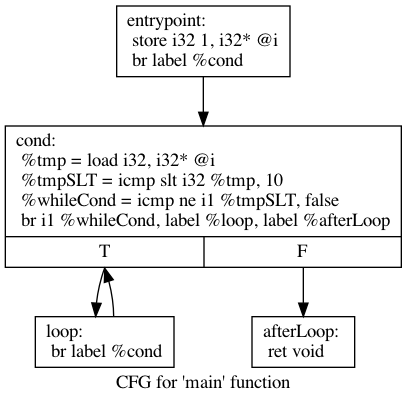 entrypoint:
store i32 1, i32* @i
br label %cond
cond:
%tmp = load i32, i32* @i
%tmpSLT = icmp slt i32 %tmp, 10
%whileCond = icmp ne i1 %tmpSLT, false
br i1 %whileCond, label %loop, label %afterLoop
T
F
loop:
br label %cond
afterLoop:
ret void
CFG for 'main' function